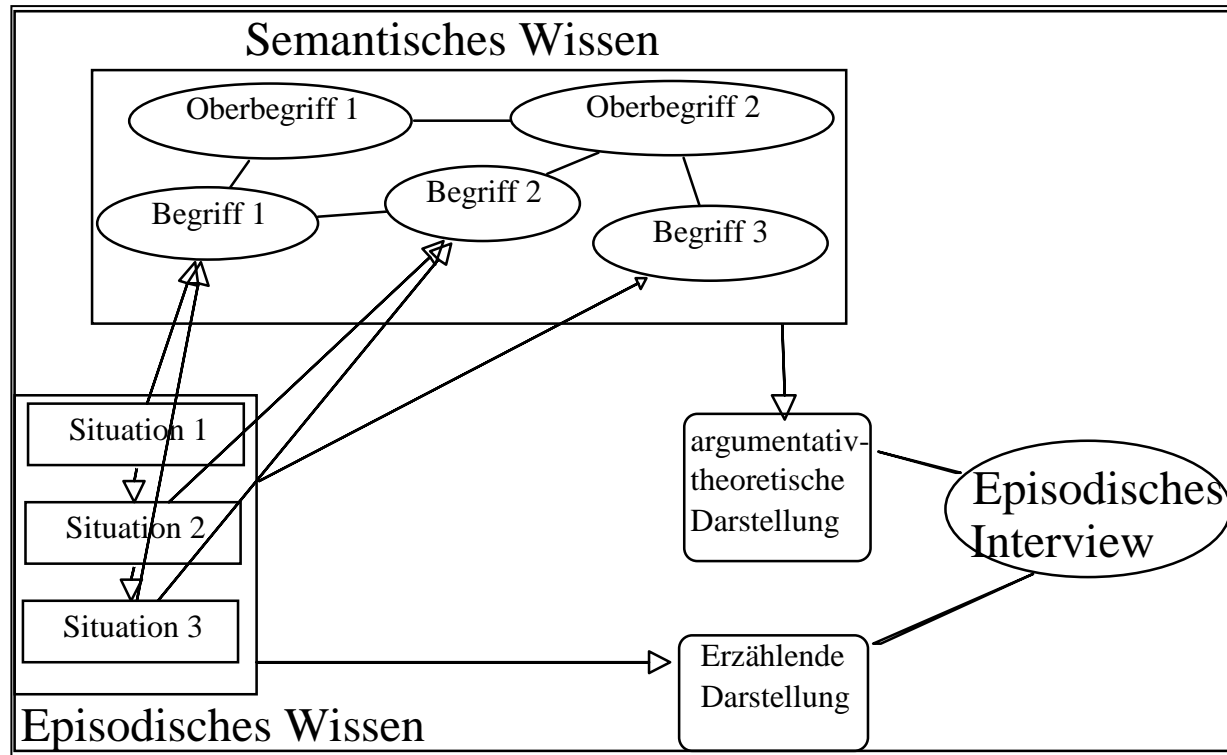 Semantisches Wissen
Oberbegriff 1
Oberbegriff 2
Begriff 1
Begriff 2
Begriff 3
Situation 1
Situation 2
Situation 3
argumentativ-
theoretische
Darstellung
Episodisches
Interview
Erzählende
Darstellung
Episodisches Wissen